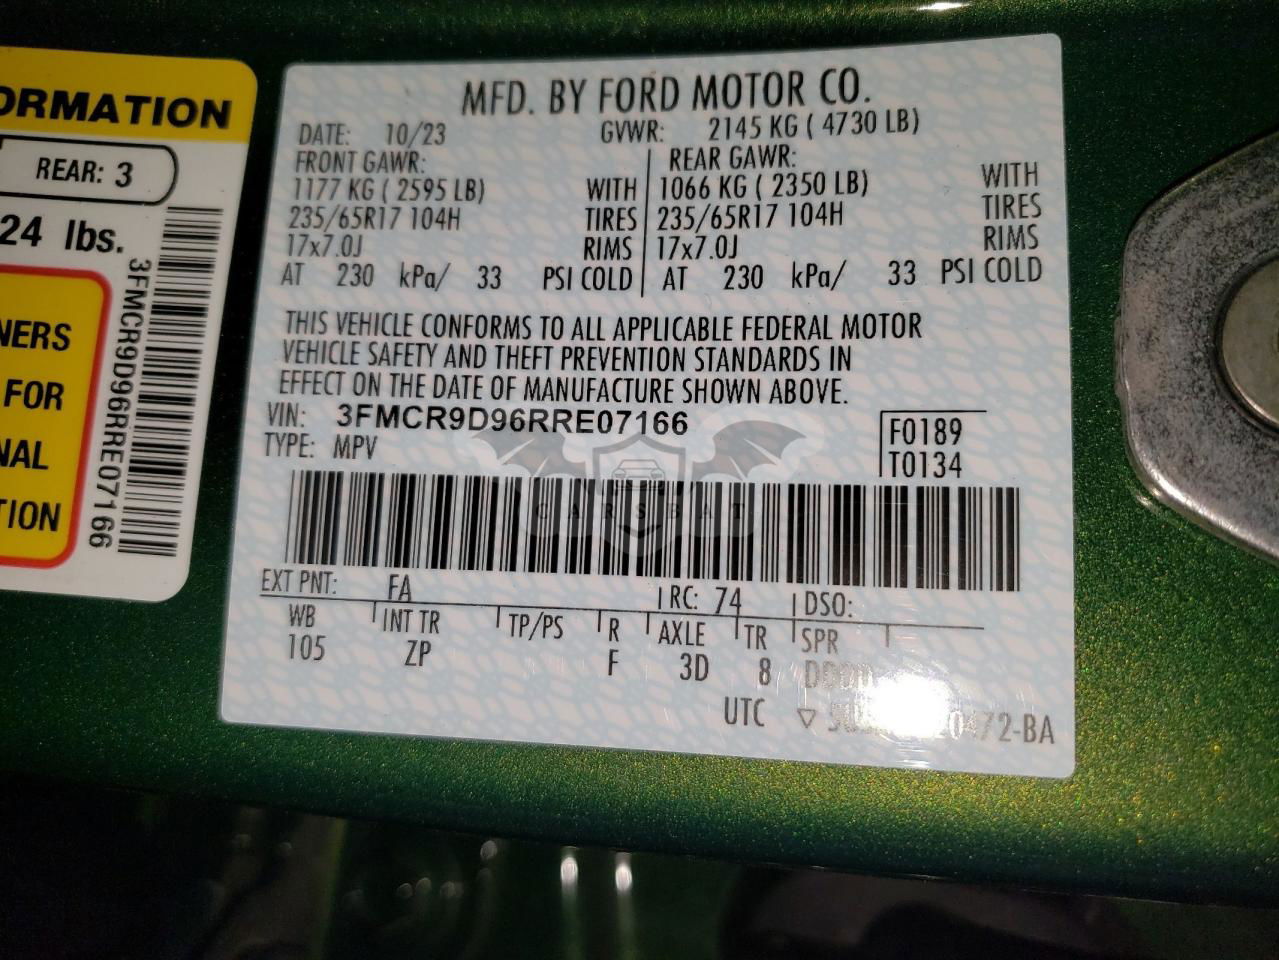 ORMATION
REAR: 3
24 lbs.
3FMCR9D96RRE07166
NERS
FOR
NAL
TION
MFD. BY FORD MOTOR CO.
DATE: 10/23 GVWR: 2145 KG ( 4730 LB)
FRONT GAWR: REAR GAWR:
1177 KG ( 2595 LB) WITH 1066 KG ( 2350 LB) WITH
235/65R17 104H TIRES 235/65R17 104H TIRES
17x7.0J RIMS 17x7.0J RIMS
AT 230 kPa/ 33 PSI COLD AT 230 kPa/ 33 PSI COLD
THIS VEHICLE CONFORMS TO ALL APPLICABLE FEDERAL MOTOR
VEHICLE SAFETY AND THEFT PREVENTION STANDARDS IN
EFFECT ON THE DATE OF MANUFACTURE SHOWN ABOVE.
VIN: 3FMCR9D96RRE07166 F0189
TYPE: MPV T0134
CARSBAT
EXT PNT: FA RC: 74 DSO:
WB INT TR TP/PS R AXLE TR SPR
105 ZP F 3D 8
UTC ▽ 0472-BA